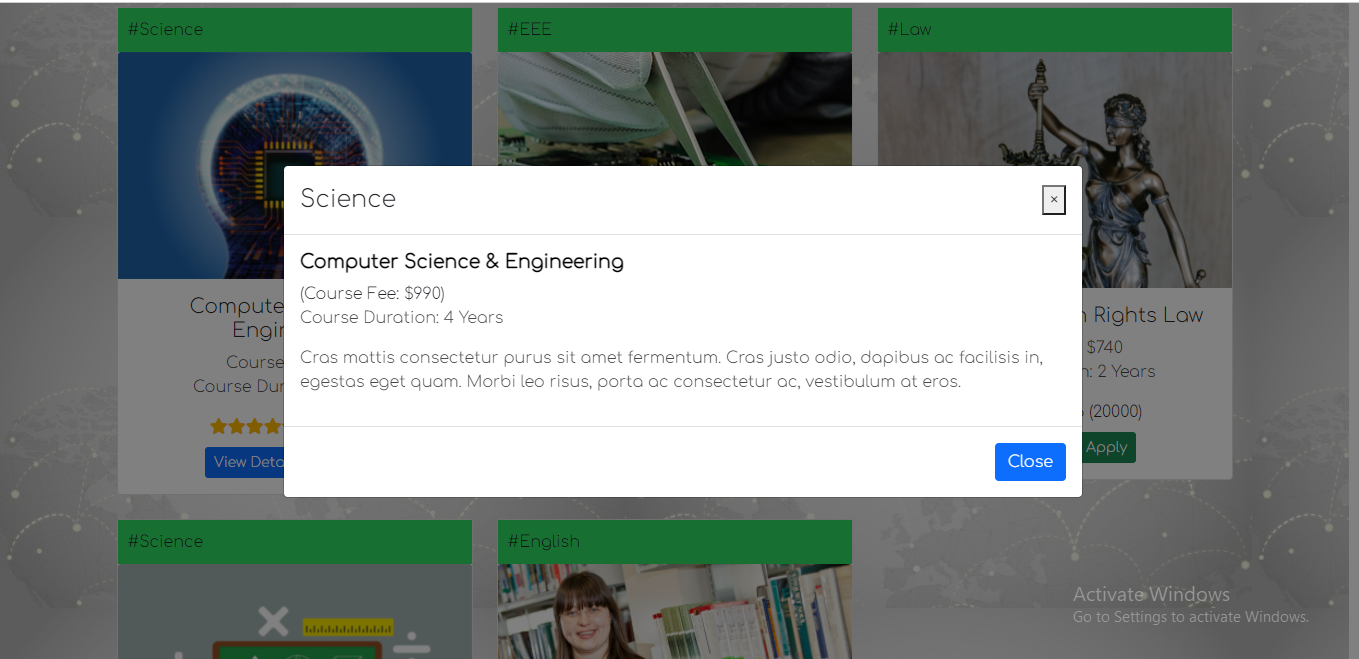 #Science
#EEE
#Law
Science
×
Computer Science & Engineering
(Course Fee: $990)
Course Duration: 4 Years
Cras mattis consectetur purus sit amet fermentum. Cras justo odio, dapibus ac facilisis in,
egestas eget quam. Morbi leo risus, porta ac consectetur ac, vestibulum at eros.
Close
Compute
Engi
Course
Course Dur
View Deta
Rights Law
$740
: 2 Years
(20000)
Apply
#Science
#English
Activate Windows
Go to Settings to activate Windows.